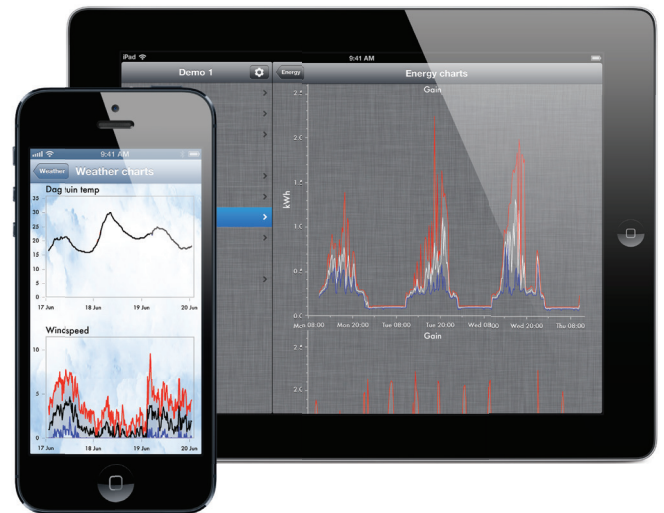 iPad
9:41 AM
Demo 1
Energy
Energy charts
Gain
2.5
2.0
1.5
kWh
1.0
0.5
0.0
Mon 08:00
Mon 20:00
Tue 08:00
Tue 20:00
Wed 08:00
Wed 20:00
Thu 08:00
Gain
2.5
2.0
9:41 AM
Weather
Weather charts
Dag tuin temp
35
30
25
20
15
10
5
0
17 Jun
18 Jun
19 Jun
20 Jun
Windspeed
10
5
0
17 Jun
18 Jun
19 Jun
20 Jun